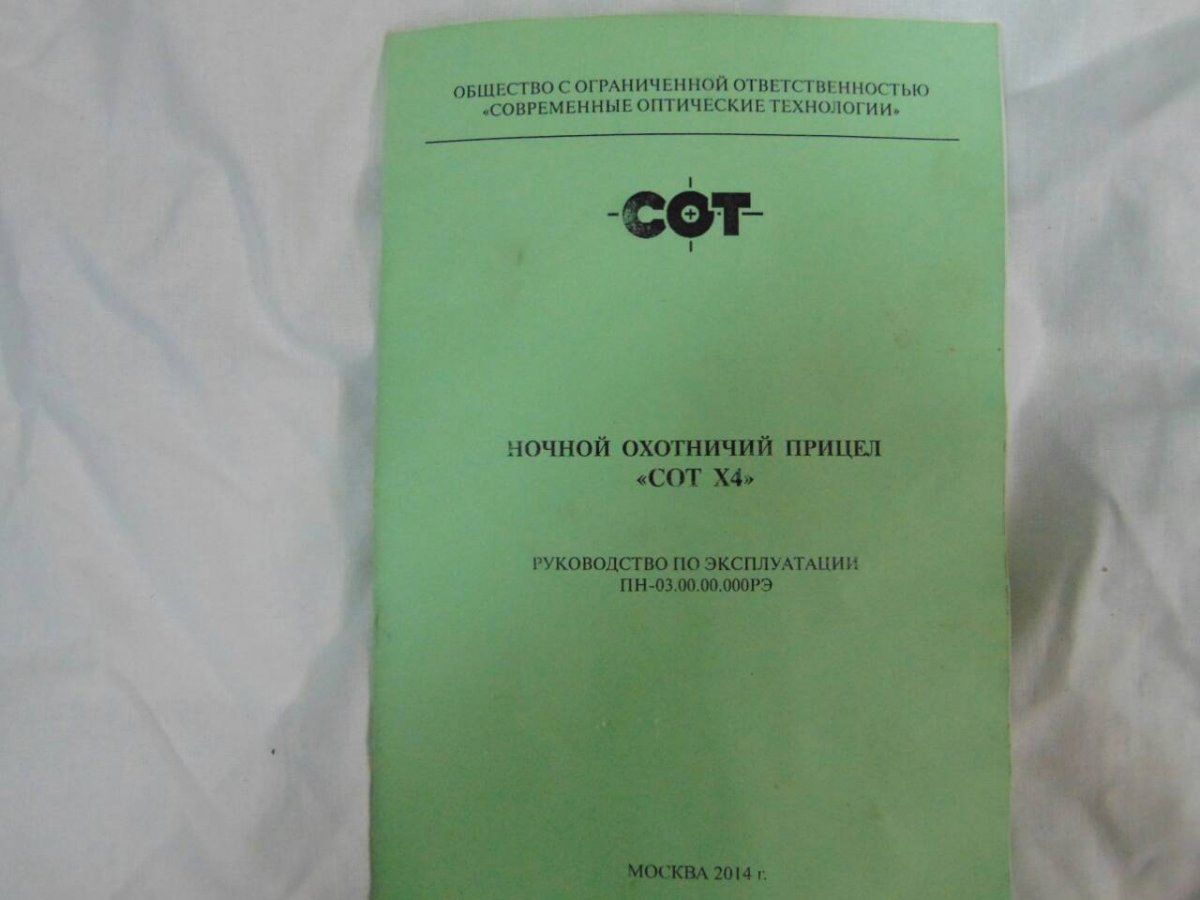 ОБЩЕСТВО С ОГРАНИЧЕННОЙ ОТВЕТСТВЕННОСТЬЮ
«СОВРЕМЕННЫЕ ОПТИЧЕСКИЕ ТЕХНОЛОГИИ»
СОТ
НОЧНОЙ ОХОТНИЧИЙ ПРИЦЕЛ
«СОТ Х4»
РУКОВОДСТВО ПО ЭКСПЛУАТАЦИИ
ПН-03.00.00.000РЭ
МОСКВА 2014 г.